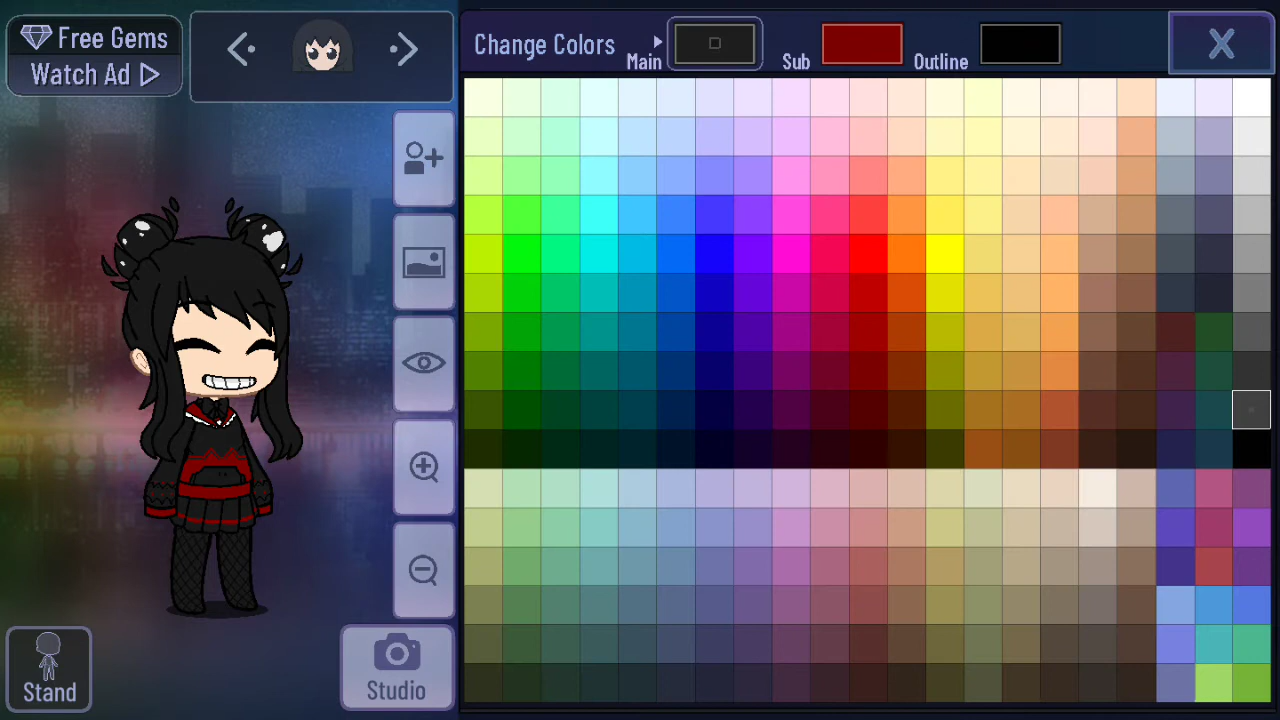 Free Gems
Watch Ad
Change Colors
Main
Sub
Outline
X
Stand
Studio